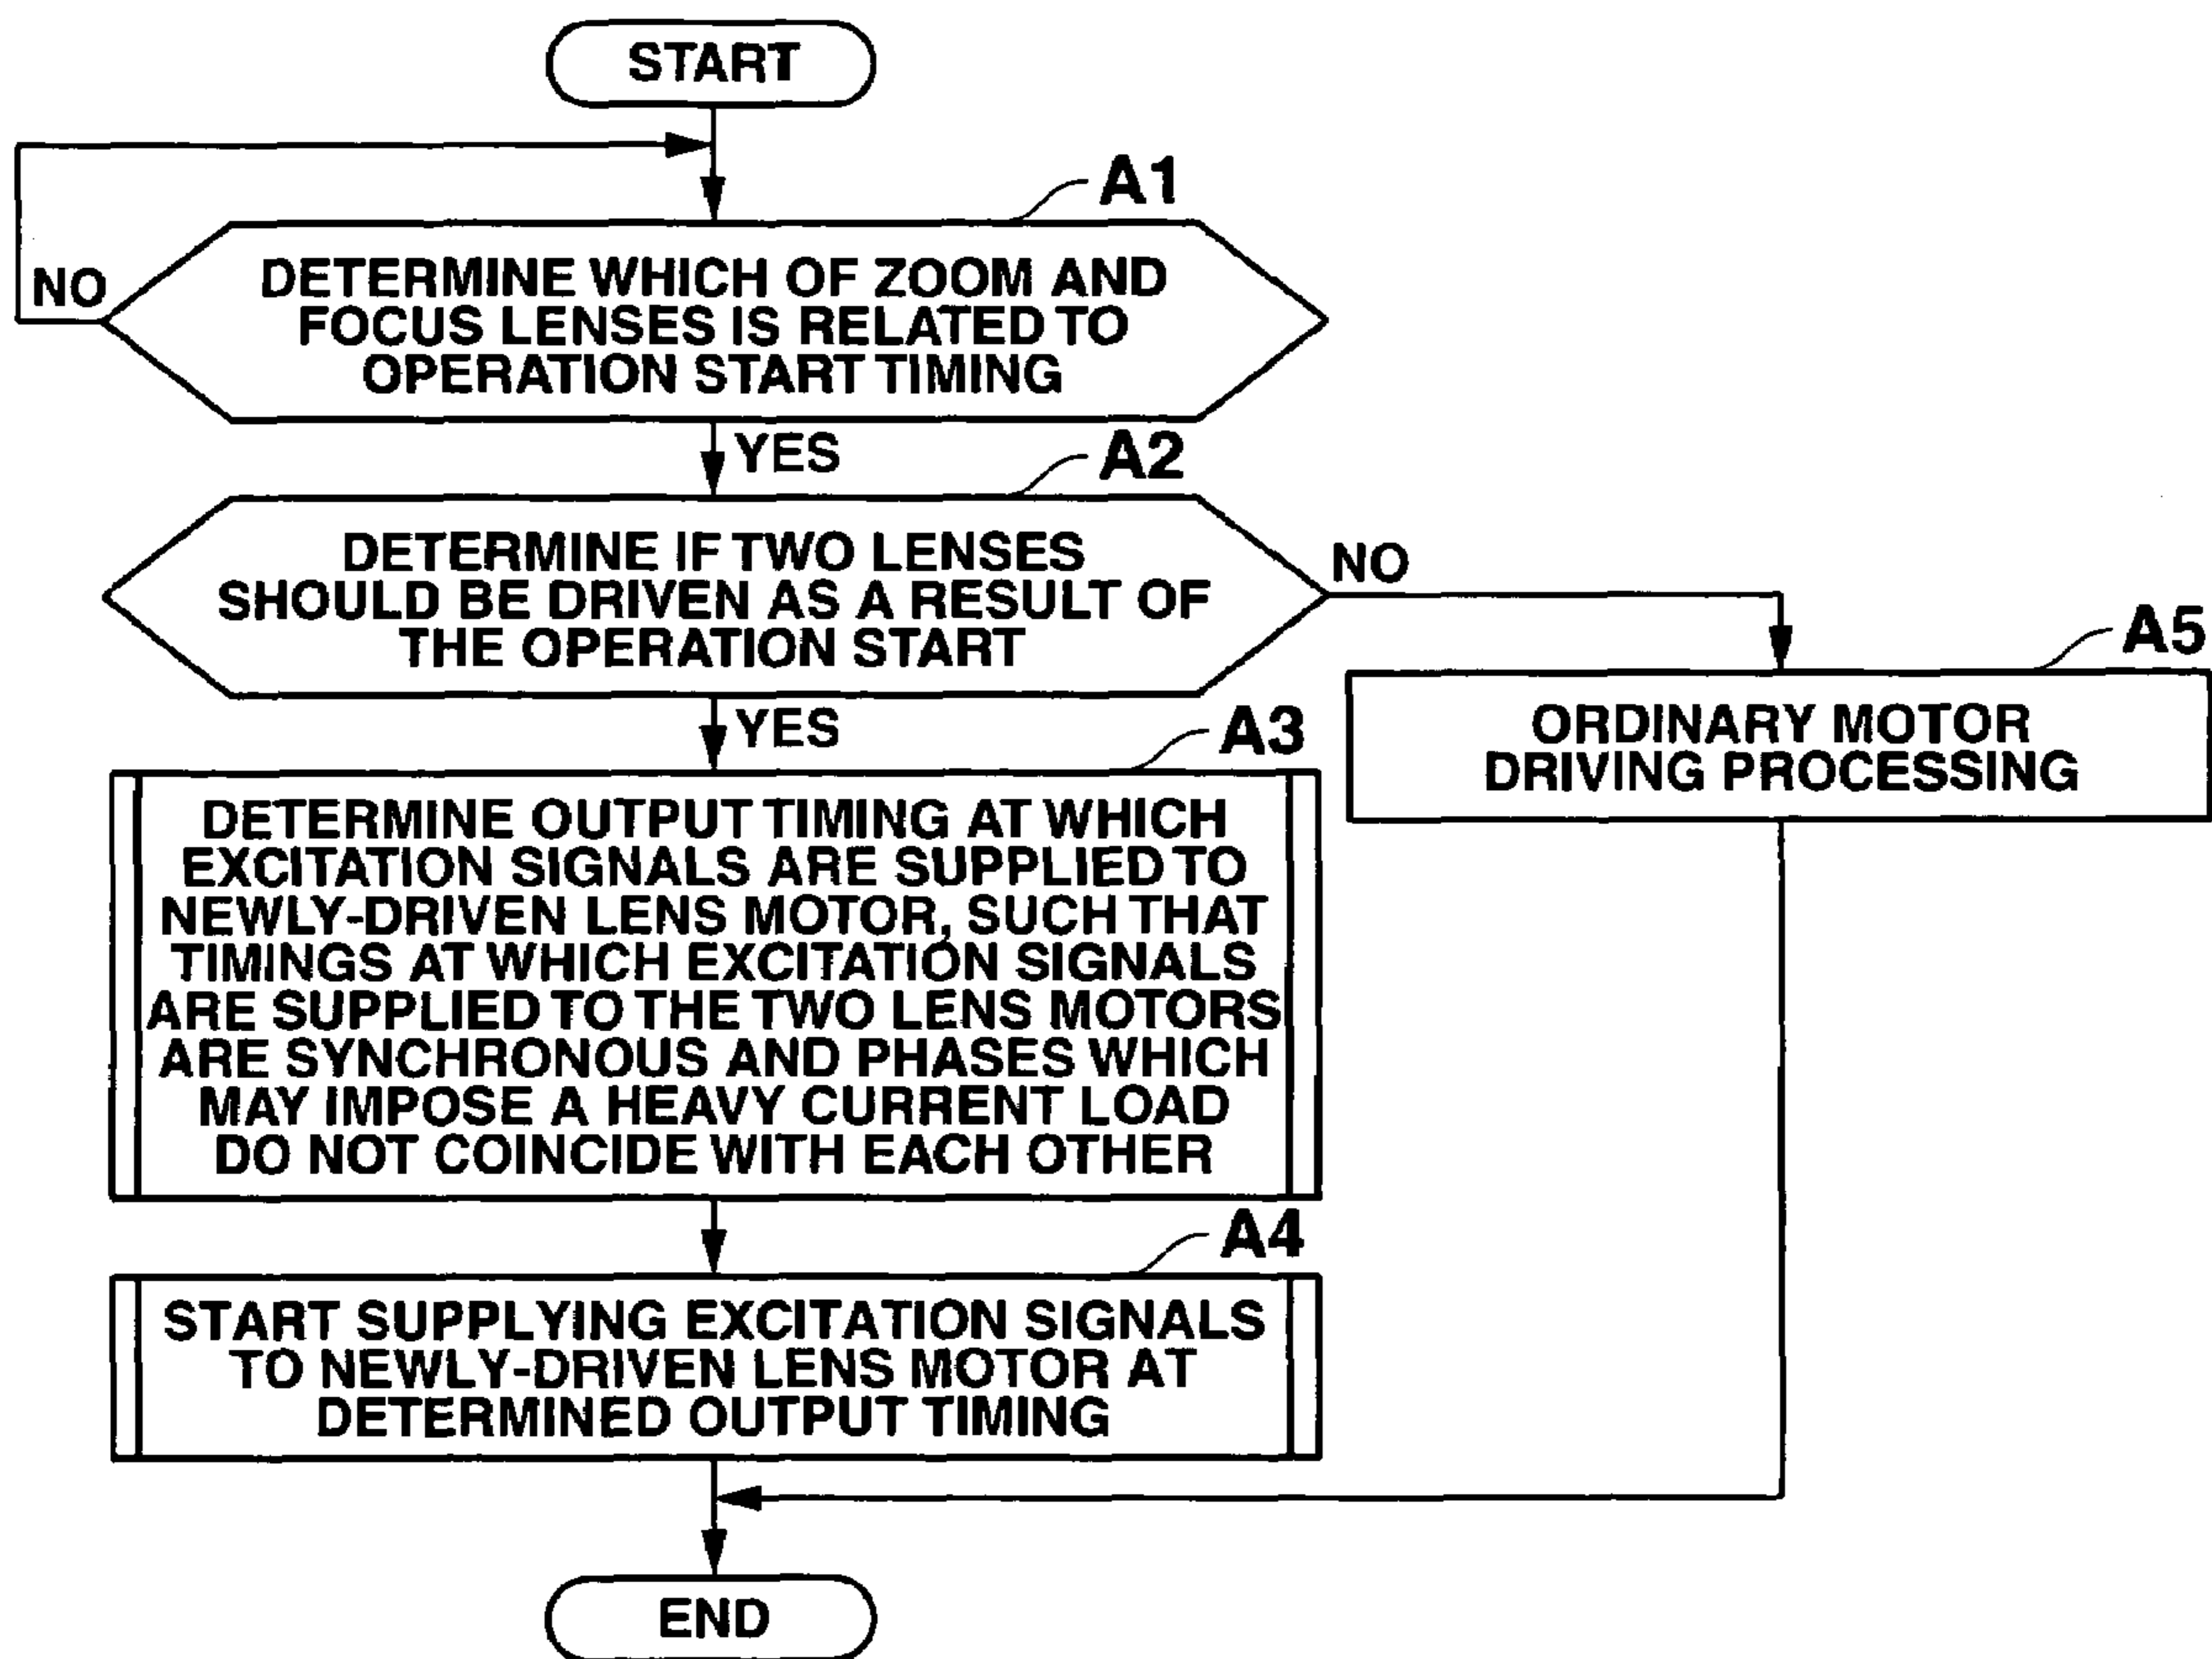 START
A1
NO
DETERMINE WHICH OF ZOOM AND
FOCUS LENSES IS RELATED TO
OPERATION START TIMING
YES
A2
DETERMINE IF TWO LENSES
SHOULD BE DRIVEN AS A RESULT OF
THE OPERATION START
NO
A5
ORDINARY MOTOR
DRIVING PROCESSING
YES
A3
DETERMINE OUTPUT TIMING AT WHICH
EXCITATION SIGNALS ARE SUPPLIED TO
NEWLY-DRIVEN LENS MOTOR, SUCH THAT
TIMINGS AT WHICH EXCITATION SIGNALS
ARE SUPPLIED TO THE TWO LENS MOTORS
ARE SYNCHRONOUS AND PHASES WHICH
MAY IMPOSE A HEAVY CURRENT LOAD
DO NOT COINCIDE WITH EACH OTHER
A4
START SUPPLYING EXCITATION SIGNALS
TO NEWLY-DRIVEN LENS MOTOR AT
DETERMINED OUTPUT TIMING
END